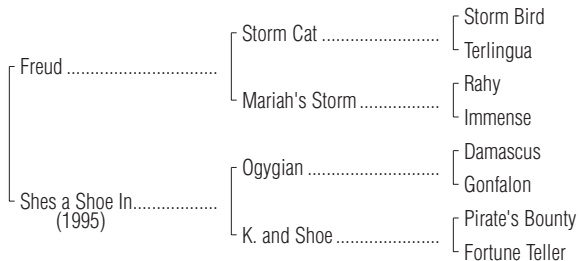 Storm Bird
Storm Cat ..........................
Terlingua
Freud .................................
Rahy
Mariah's Storm ..................
Immense
Damascus
Ogygian .............................
Gonfalon
Shes a Shoe In...................
(1995)
Pirate's Bounty
K. and Shoe .......................
Fortune Teller